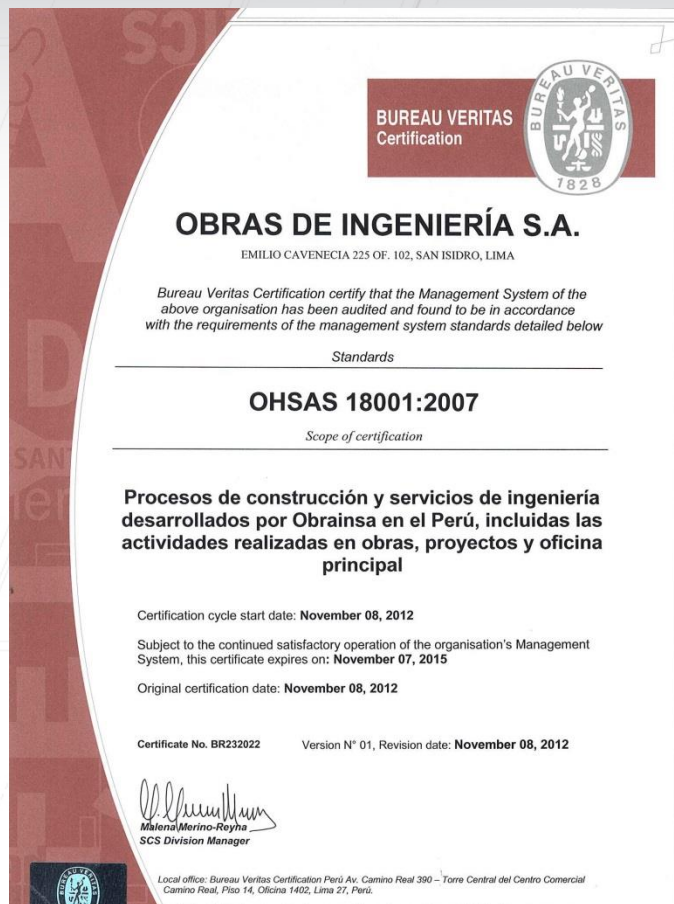 BUREAU VERITAS
Certification
BUREAU VERITAS
1828
OBRAS DE INGENIERÍA S.A.
EMILIO CAVENECIA 225 OF. 102, SAN ISIDRO, LIMA
Bureau Veritas Certification certify that the Management System of the
above organisation has been audited and found to be in accordance
with the requirements of the management system standards detailed below
Standards
OHSAS 18001:2007
Scope of certification
Procesos de construcción y servicios de ingeniería
desarrollados por Obrainsa en el Perú, incluidas las
actividades realizadas en obras, proyectos y oficina
principal
Certification cycle start date: November 08, 2012
Subject to the continued satisfactory operation of the organisation's Management
System, this certificate expires on: November 07, 2015
Original certification date: November 08, 2012
Certificate No. BR232022 Version N° 01, Revision date: November 08, 2012
Malena Merino-Reyna
SCS Division Manager
Local office: Bureau Veritas Certification Perú Av. Camino Real 390 – Torre Central del Centro Comercial
Camino Real, Piso 14, Oficina 1402, Lima 27, Perú.